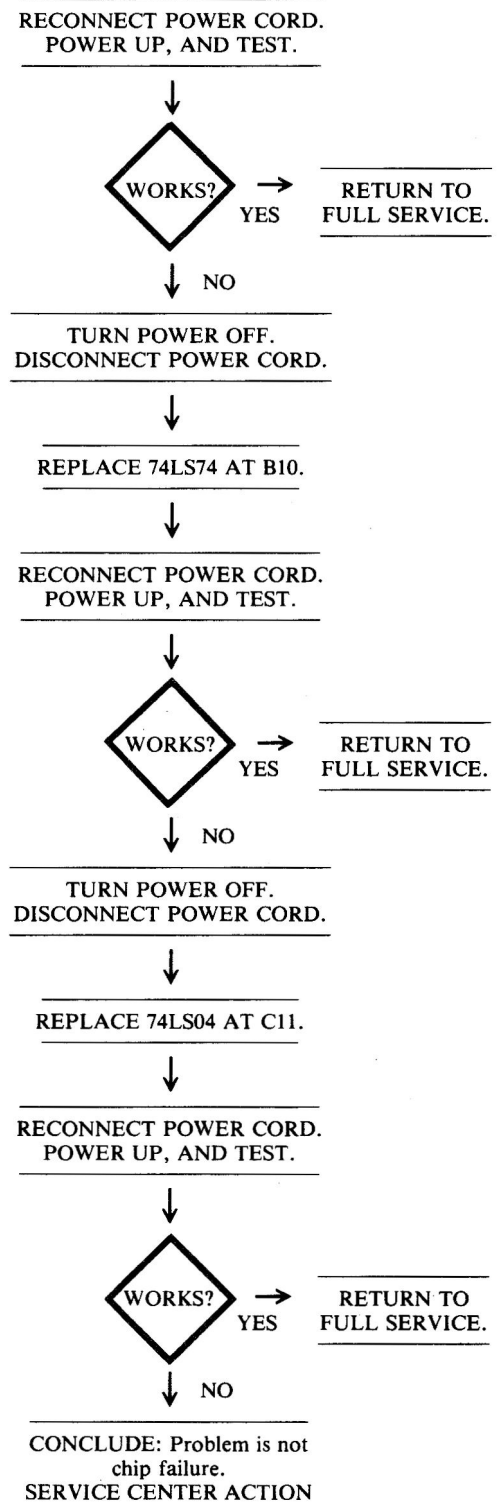 RECONNECT POWER CORD.
POWER UP, AND TEST.
WORKS?
YES
RETURN TO
FULL SERVICE.
NO
TURN POWER OFF.
DISCONNECT POWER CORD.
REPLACE 74LS74 AT B10.
RECONNECT POWER CORD.
POWER UP, AND TEST.
WORKS?
YES
RETURN TO
FULL SERVICE.
NO
TURN POWER OFF.
DISCONNECT POWER CORD.
REPLACE 74LS04 AT C11.
RECONNECT POWER CORD.
POWER UP, AND TEST.
WORKS?
YES
RETURN TO
FULL SERVICE.
NO
CONCLUDE: Problem is not
chip failure.
SERVICE CENTER ACTION